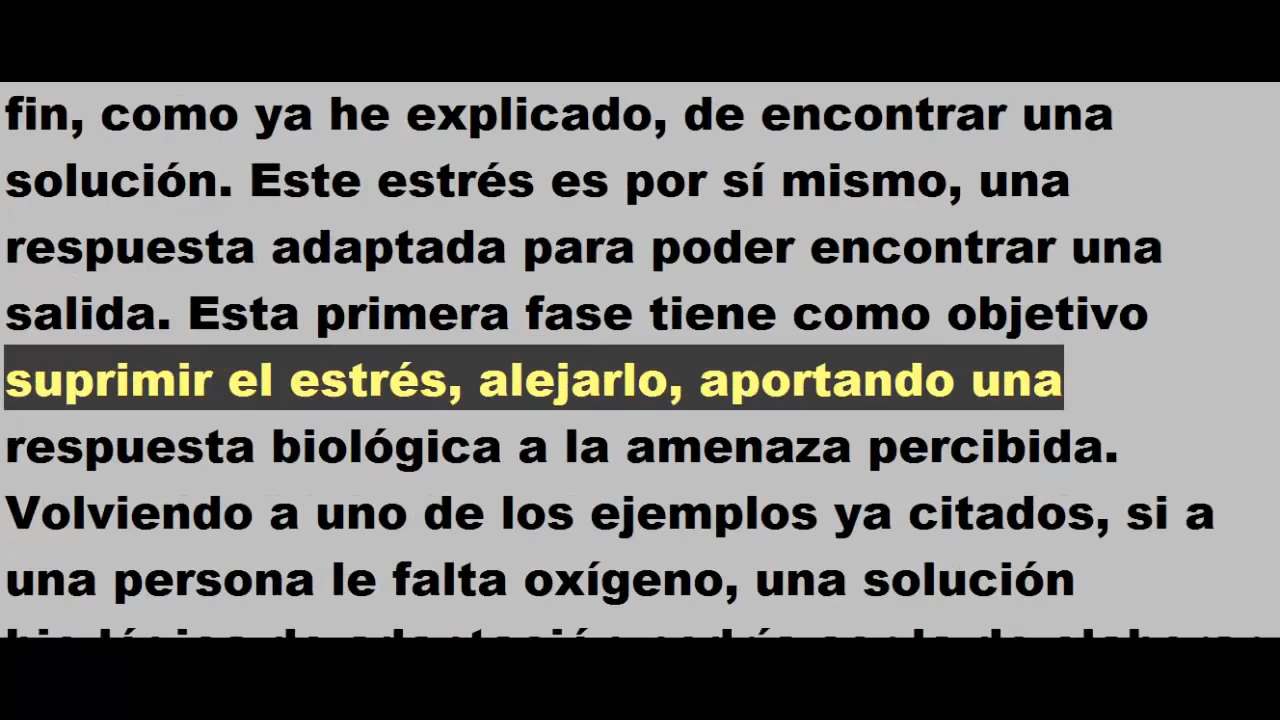 fin, como ya he explicado, de encontrar una
solución. Este estrés es por sí mismo, una
respuesta adaptada para poder encontrar una
salida. Esta primera fase tiene como objetivo
suprimir el estrés, alejarlo, aportando una
respuesta biológica a la amenaza percibida.
Volviendo a uno de los ejemplos ya citados, si a
una persona le falta oxígeno, una solución